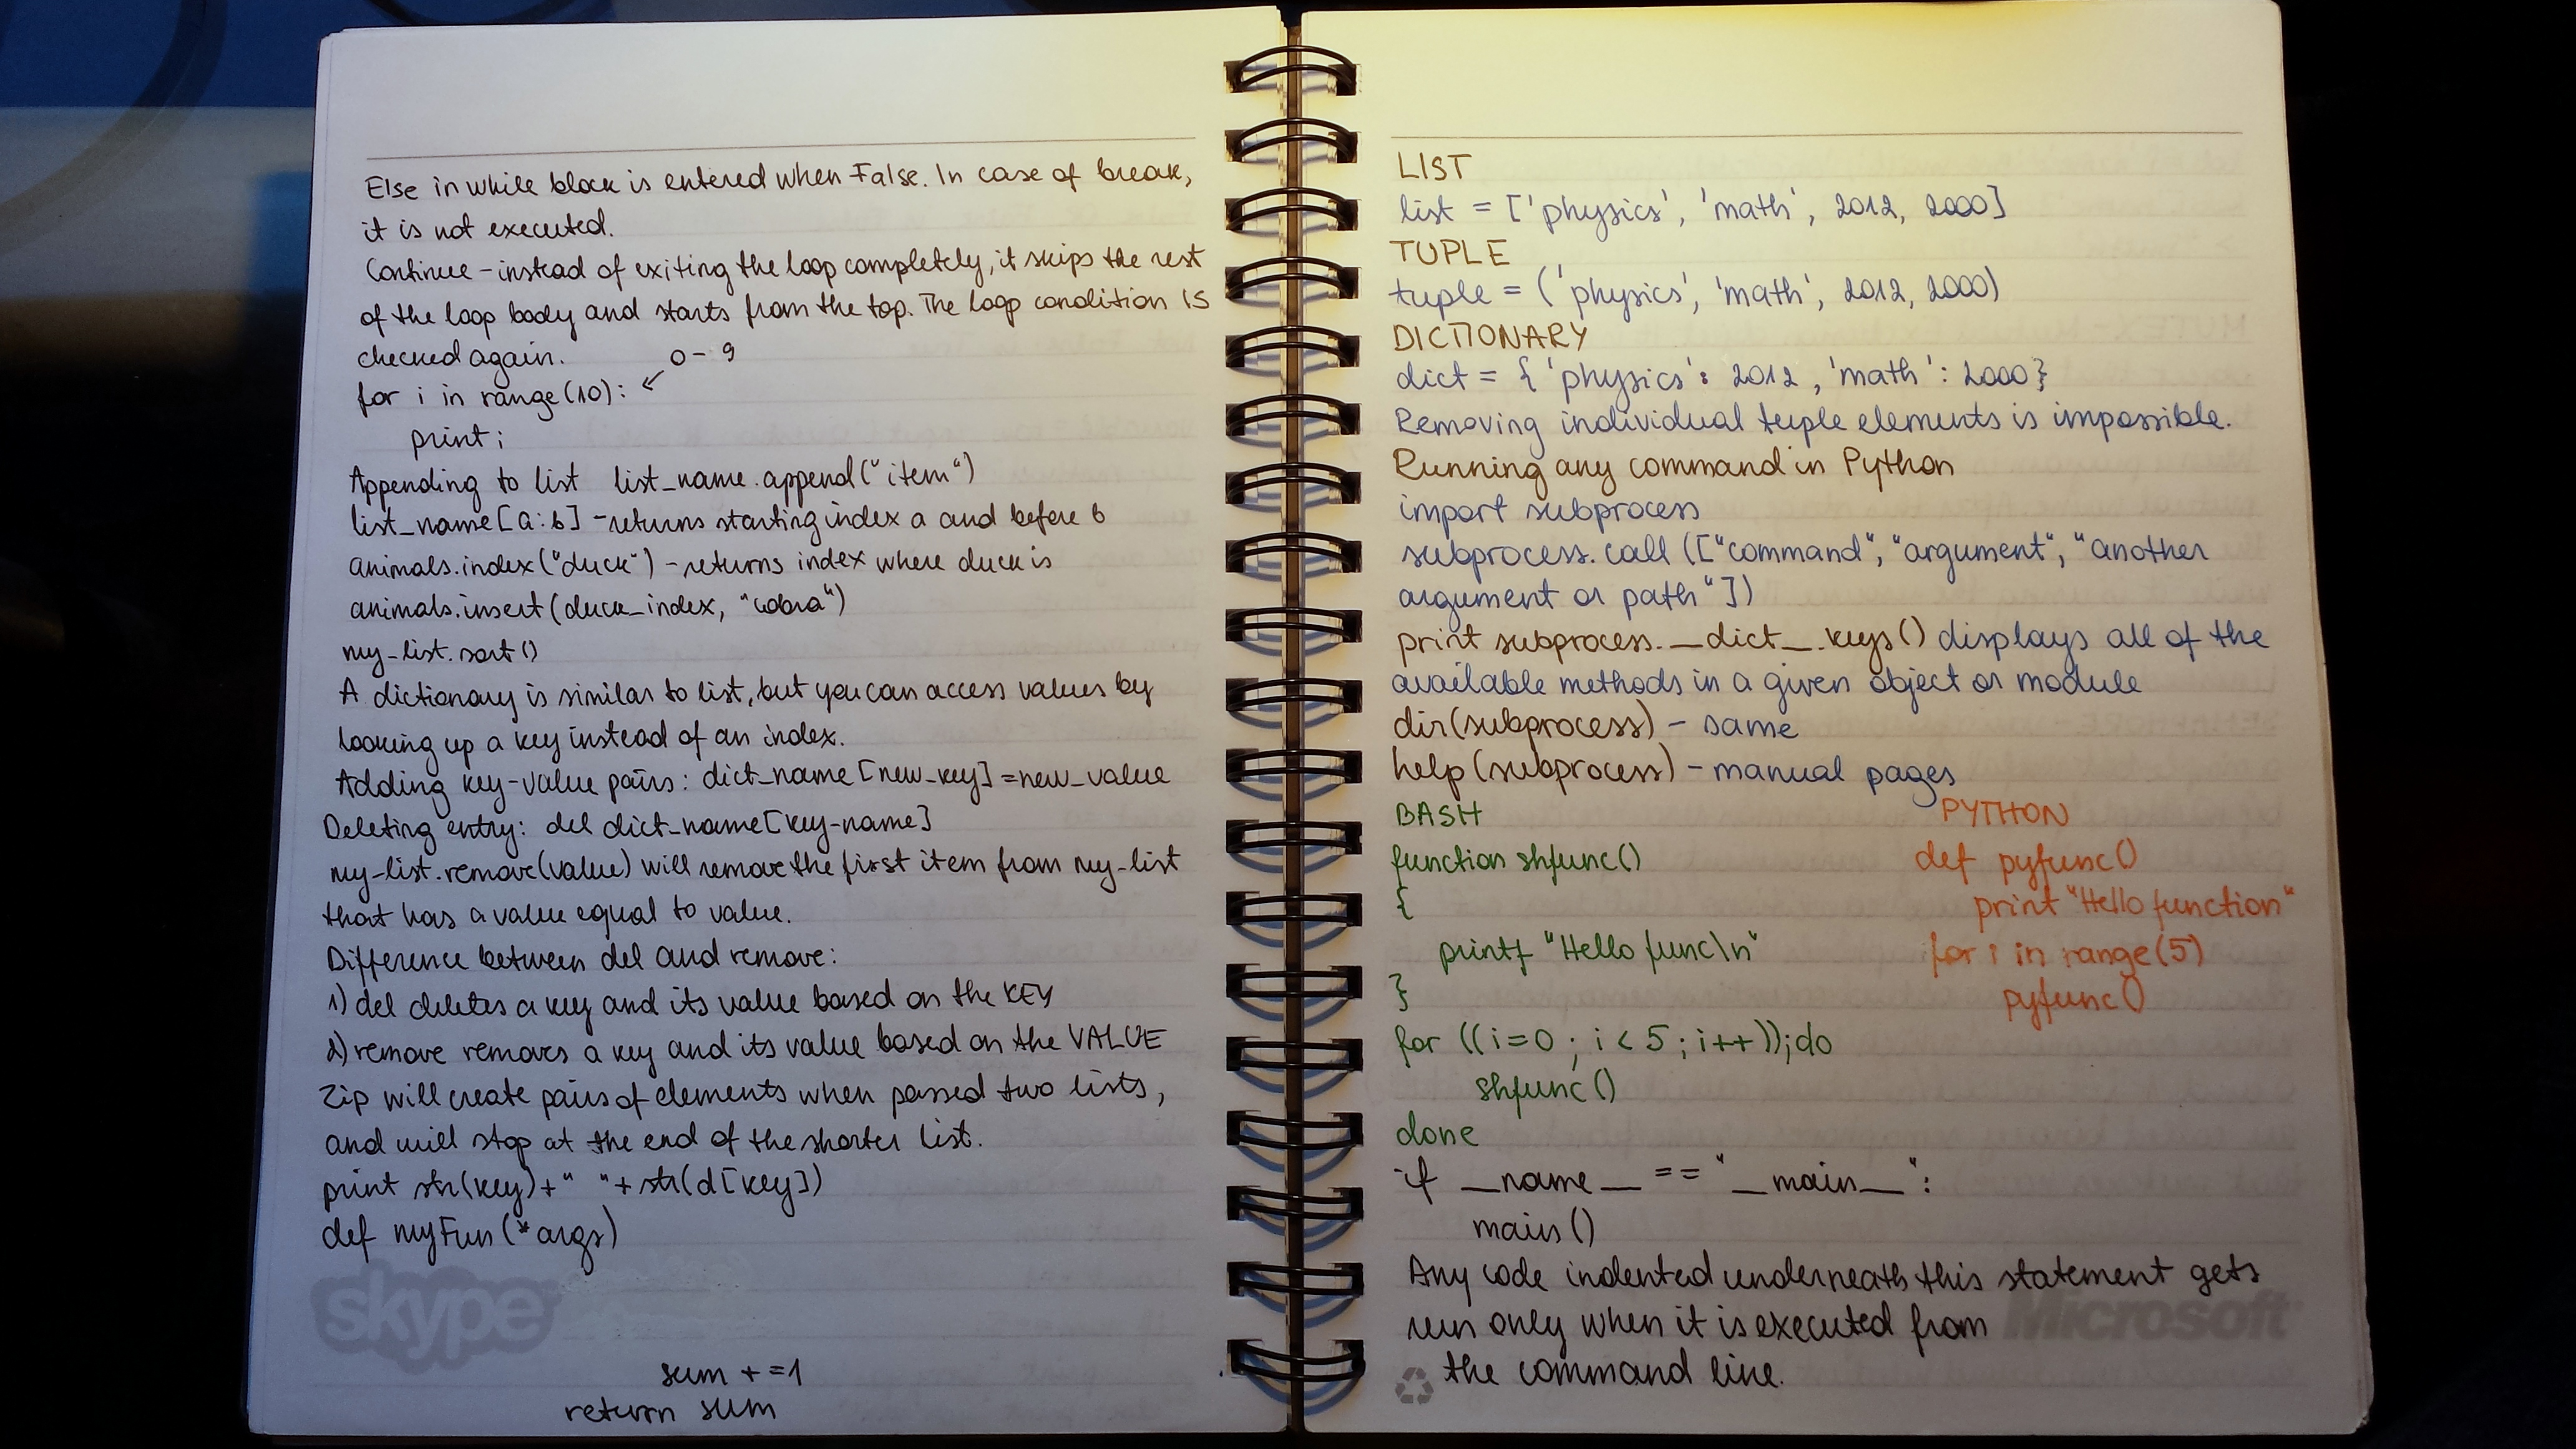 Else in while block is entered when False. In case of break,
it is not executed.
Continue - instead of exiting the loop completely, it skips the rest
of the loop body and starts from the top. The loop condition is
checked again.
0 - 9
for i in range(10):
print i
Appending to list list_name.append("item")
list_name[a:b] - returns starting index a and before b
animals.index("duck") - returns index where duck is
animals.insert(duck_index, "cobra")
my_list.sort()
A dictionary is similar to list, but you can access values by
looking up a key instead of an index.
Adding key-value pairs: dict_name[new_key] = new_value
Deleting entry: del dict_name[key-name]
my-list.remove(value) will remove the first item from my-list
that has a value equal to value.
Difference between del and remove:
1) del deletes a key and its value based on the KEY
2) remove removes a key and its value based on the VALUE
Zip will create pairs of elements when passed two lists,
and will stop at the end of the shorter list.
print str(key)+" "+str(d[key])
def myFun(*args)
skype
sum += 1
return sum
LIST
list = ['physics', 'math', 2012, 2000]
TUPLE
tuple = ('physics', 'math', 2012, 2000)
DICTIONARY
dict = {'physics': 2012, 'math': 2000}
Removing individual tuple elements is impossible.
Running any command in Python
import subprocess
subprocess.call(["command", "argument", "another
argument or path"])
print subprocess.__dict__.keys() displays all of the
available methods in a given object or module
dir(subprocess) - same
help(subprocess) - manual pages
BASH
function shfunc()
{
printf "Hello func\n"
}
for ((i=0 ; i < 5 ; i++));do
shfunc()
done
PYTHON
def pyfunc()
print "Hello function"
for i in range(5)
pyfunc()
if __name__ == "__main__":
main()
Any code indented underneath this statement gets
run only when it is executed from
Microsoft
the command line.